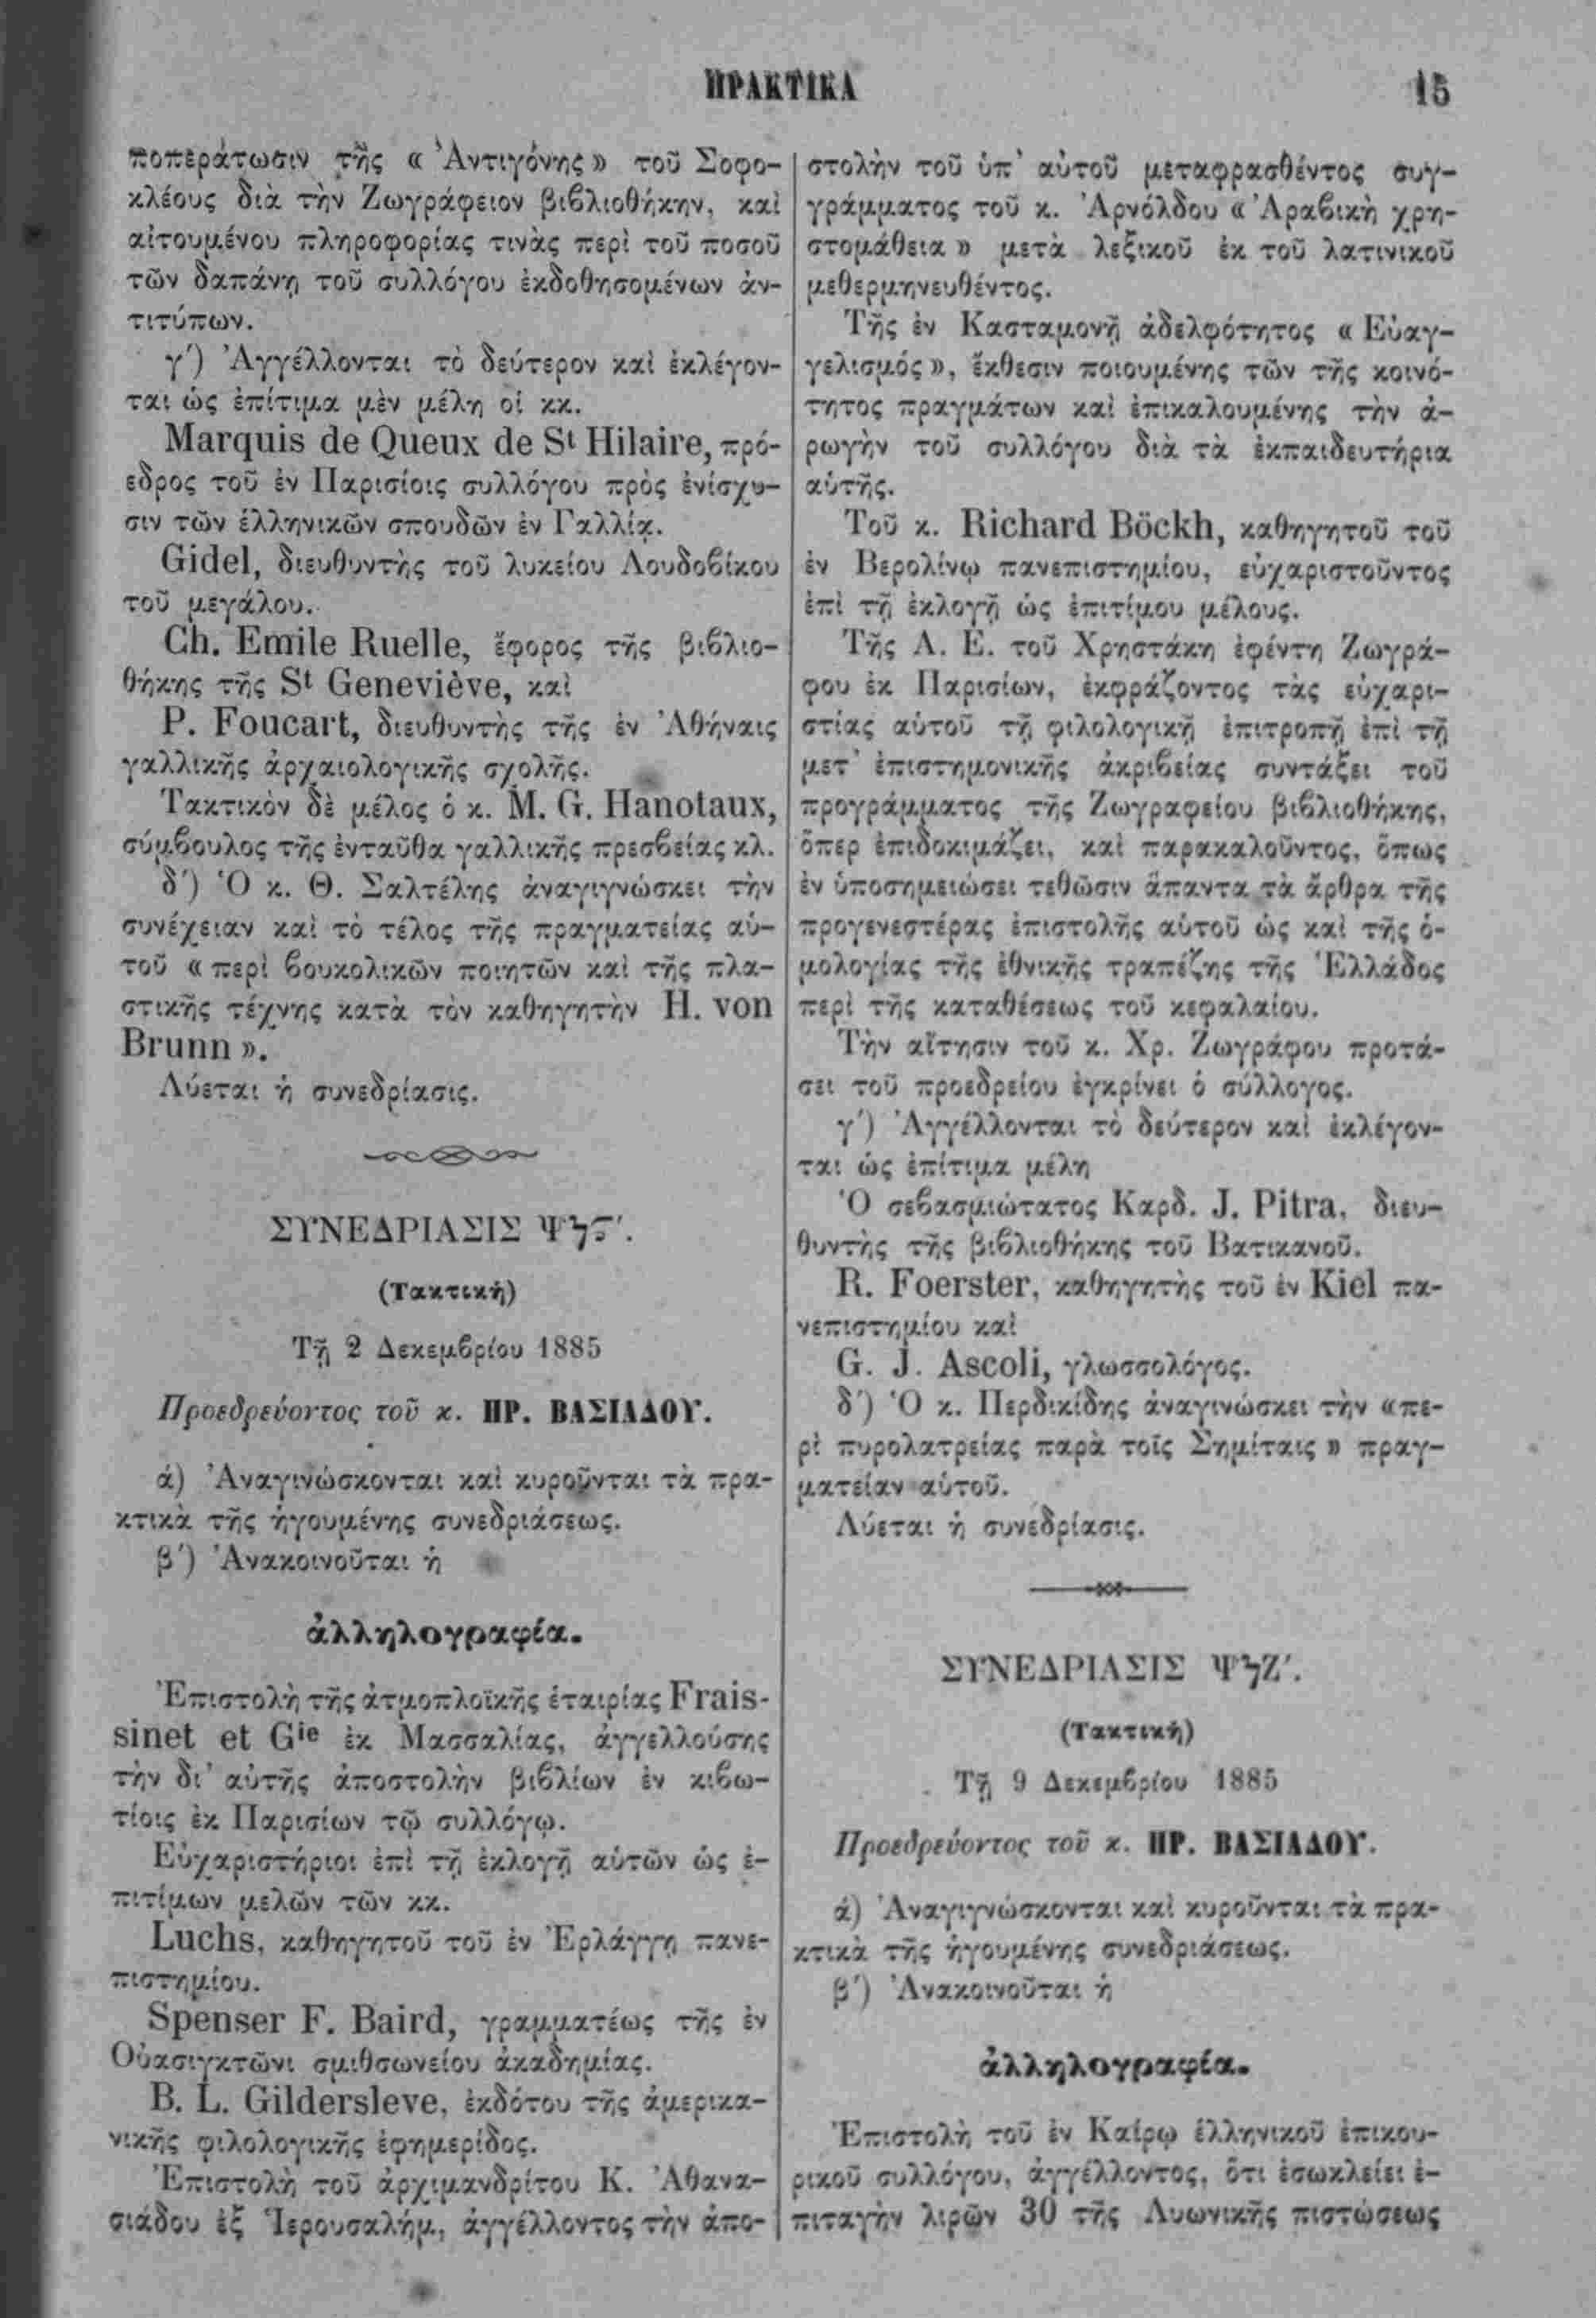 ΠΡΑΚΤΙΚΑ 15
ποπεράτωσιν τῆς « Ἀντιγόνης » τοῦ Σοφο-
κλέους διὰ τὴν Ζωγράφειον βιβλιοθήκην, καὶ
αἰτουμένου πληροφορίας τινὰς περὶ τοῦ ποσοῦ
τῶν δαπάνῃ τοῦ συλλόγου ἐκδοθησομένων ἀν-
τιτύπων.
γ΄) Ἀγγέλλονται τὸ δεύτερον καὶ ἐκλέγον-
ται ὡς ἐπίτιμα μὲν μέλη οἱ κκ.
Marquis de Queux de St Hilaire, πρό-
εδρος τοῦ ἐν Παρισίοις συλλόγου πρὸς ἐνίσχυ-
σιν τῶν ἑλληνικῶν σπουδῶν ἐν Γαλλίᾳ.
Gidel, διευθυντὴς τοῦ λυκείου Λουδοβίκου
τοῦ μεγάλου.
Ch. Emile Ruelle, ἔφορος τῆς βιβλιο-
θήκης τῆς St Geneviève, καὶ
P. Foucart, διευθυντὴς τῆς ἐν Ἀθήναις
γαλλικῆς ἀρχαιολογικῆς σχολῆς.
Τακτικὸν δὲ μέλος ὁ κ. M. G. Hanotaux,
σύμβουλος τῆς ἐνταῦθα γαλλικῆς πρεσβείας κλ.
δ΄) Ὁ κ. Θ. Σαλτέλης ἀναγιγνώσκει τὴν
συνέχειαν καὶ τὸ τέλος τῆς πραγματείας αὑ-
τοῦ « περὶ βουκολικῶν ποιητῶν καὶ τῆς πλα-
στικῆς τέχνης κατὰ τὸν καθηγητὴν H. von
Brunn ».
Λύεται ἡ συνεδρίασις.
ΣΥΝΕΔΡΙΑΣΙΣ ΨϞϚ΄.
(Τακτικὴ)
Τῇ 2 Δεκεμβρίου 1885
Προεδρεύοντος τοῦ κ. ΗΡ. ΒΑΣΙΑΔΟΥ.
ά) Ἀναγινώσκονται καὶ κυροῦνται τὰ πρα-
κτικὰ τῆς ἡγουμένης συνεδριάσεως.
β΄) Ἀνακοινοῦται ἡ
ἀλληλογραφία.
Ἐπιστολὴ τῆς ἀτμοπλοϊκῆς ἑταιρίας Frais-
sinet et Gie ἐκ Μασσαλίας, ἀγγελλούσης
τὴν δι᾽ αὐτῆς ἀποστολὴν βιβλίων ἐν κιβω-
τίοις ἐκ Παρισίων τῷ συλλόγῳ.
Εὐχαριστήριοι ἐπὶ τῇ ἐκλογῇ αὑτῶν ὡς ἐ-
πιτίμων μελῶν τῶν κκ.
Luchs, καθηγητοῦ τοῦ ἐν Ἐρλάγγῃ πανε-
πιστημίου.
Spenser F. Baird, γραμματέως τῆς ἐν
Οὐασιγκτῶνι σμιθσωνείου ἀκαδημίας.
B. L. Gildersleve, ἐκδότου τῆς ἀμερικα-
νικῆς φιλολογικῆς ἐφημερίδος.
Ἐπιστολὴ τοῦ ἀρχιμανδρίτου Κ. Ἀθανα-
σιάδου ἐξ Ἱερουσαλήμ, ἀγγέλλοντος τὴν ἀπο-
στολὴν τοῦ ὑπ᾽ αὐτοῦ μεταφρασθέντος συγ-
γράμματος τοῦ κ. Ἀρνόλδου « Ἀραβικὴ χρη-
στομάθεια » μετὰ λεξικοῦ ἐκ τοῦ λατινικοῦ
μεθερμηνευθέντος.
Τῆς ἐν Κασταμονῇ ἀδελφότητος « Εὐαγ-
γελισμός », ἔκθεσιν ποιουμένης τῶν τῆς κοινό-
τητος πραγμάτων καὶ ἐπικαλουμένης τὴν ἀ-
ρωγὴν τοῦ συλλόγου διὰ τὰ ἐκπαιδευτήρια
αὑτῆς.
Τοῦ κ. Richard Böckh, καθηγητοῦ τοῦ
ἐν Βερολίνῳ πανεπιστημίου, εὐχαριστοῦντος
ἐπὶ τῇ ἐκλογῇ ὡς ἐπιτίμου μέλους.
Τῆς Α. Ε. τοῦ Χρηστάκη ἐφέντη Ζωγρά-
φου ἐκ Παρισίων, ἐκφράζοντος τὰς εὐχαρι-
στίας αὑτοῦ τῇ φιλολογικῇ ἐπιτροπῇ ἐπὶ τῇ
μετ᾽ ἐπιστημονικῆς ἀκριβείας συντάξει τοῦ
προγράμματος τῆς Ζωγραφείου βιβλιοθήκης,
ὅπερ ἐπιδοκιμάζει, καὶ παρακαλοῦντος, ὅπως
ἐν ὑποσημειώσει τεθῶσιν ἅπαντα τὰ ἄρθρα τῆς
προγενεστέρας ἐπιστολῆς αὑτοῦ ὡς καὶ τῆς ὁ-
μολογίας τῆς ἐθνικῆς τραπέζης τῆς Ἑλλάδος
περὶ τῆς καταθέσεως τοῦ κεφαλαίου.
Τὴν αἴτησιν τοῦ κ. Χρ. Ζωγράφου προτά-
σει τοῦ προεδρείου ἐγκρίνει ὁ σύλλογος.
γ΄) Ἀγγέλλονται τὸ δεύτερον καὶ ἐκλέγον-
ται ὡς ἐπίτιμα μέλη
Ὁ σεβασμιώτατος Καρδ. J. Pitra, διευ-
θυντὴς τῆς βιβλιοθήκης τοῦ Βατικανοῦ.
R. Foerster, καθηγητὴς τοῦ ἐν Kiel πα-
νεπιστημίου καὶ
G. J. Ascoli, γλωσσολόγος.
δ΄) Ὁ κ. Περδικίδης ἀναγινώσκει τὴν «πε-
ρὶ πυρολατρείας παρὰ τοῖς Σημίταις » πραγ-
ματείαν αὑτοῦ.
Λύεται ἡ συνεδρίασις.
ΣΥΝΕΔΡΙΑΣΙΣ ΨϞΖ΄.
(Τακτικὴ)
Τῇ 9 Δεκεμβρίου 1885
Προεδρεύοντος τοῦ κ. ΗΡ. ΒΑΣΙΑΔΟΥ.
ά) Ἀναγιγνώσκονται καὶ κυροῦνται τὰ πρα-
κτικὰ τῆς ἡγουμένης συνεδριάσεως.
β΄) Ἀνακοινοῦται ἡ
ἀλληλογραφία.
Ἐπιστολὴ τοῦ ἐν Καίρῳ ἑλληνικοῦ ἐπικου-
ρικοῦ συλλόγου, ἀγγέλλοντος, ὅτι ἐσωκλείει ἐ-
πιταγὴν λιρῶν 30 τῆς Λυωνικῆς πιστώσεως